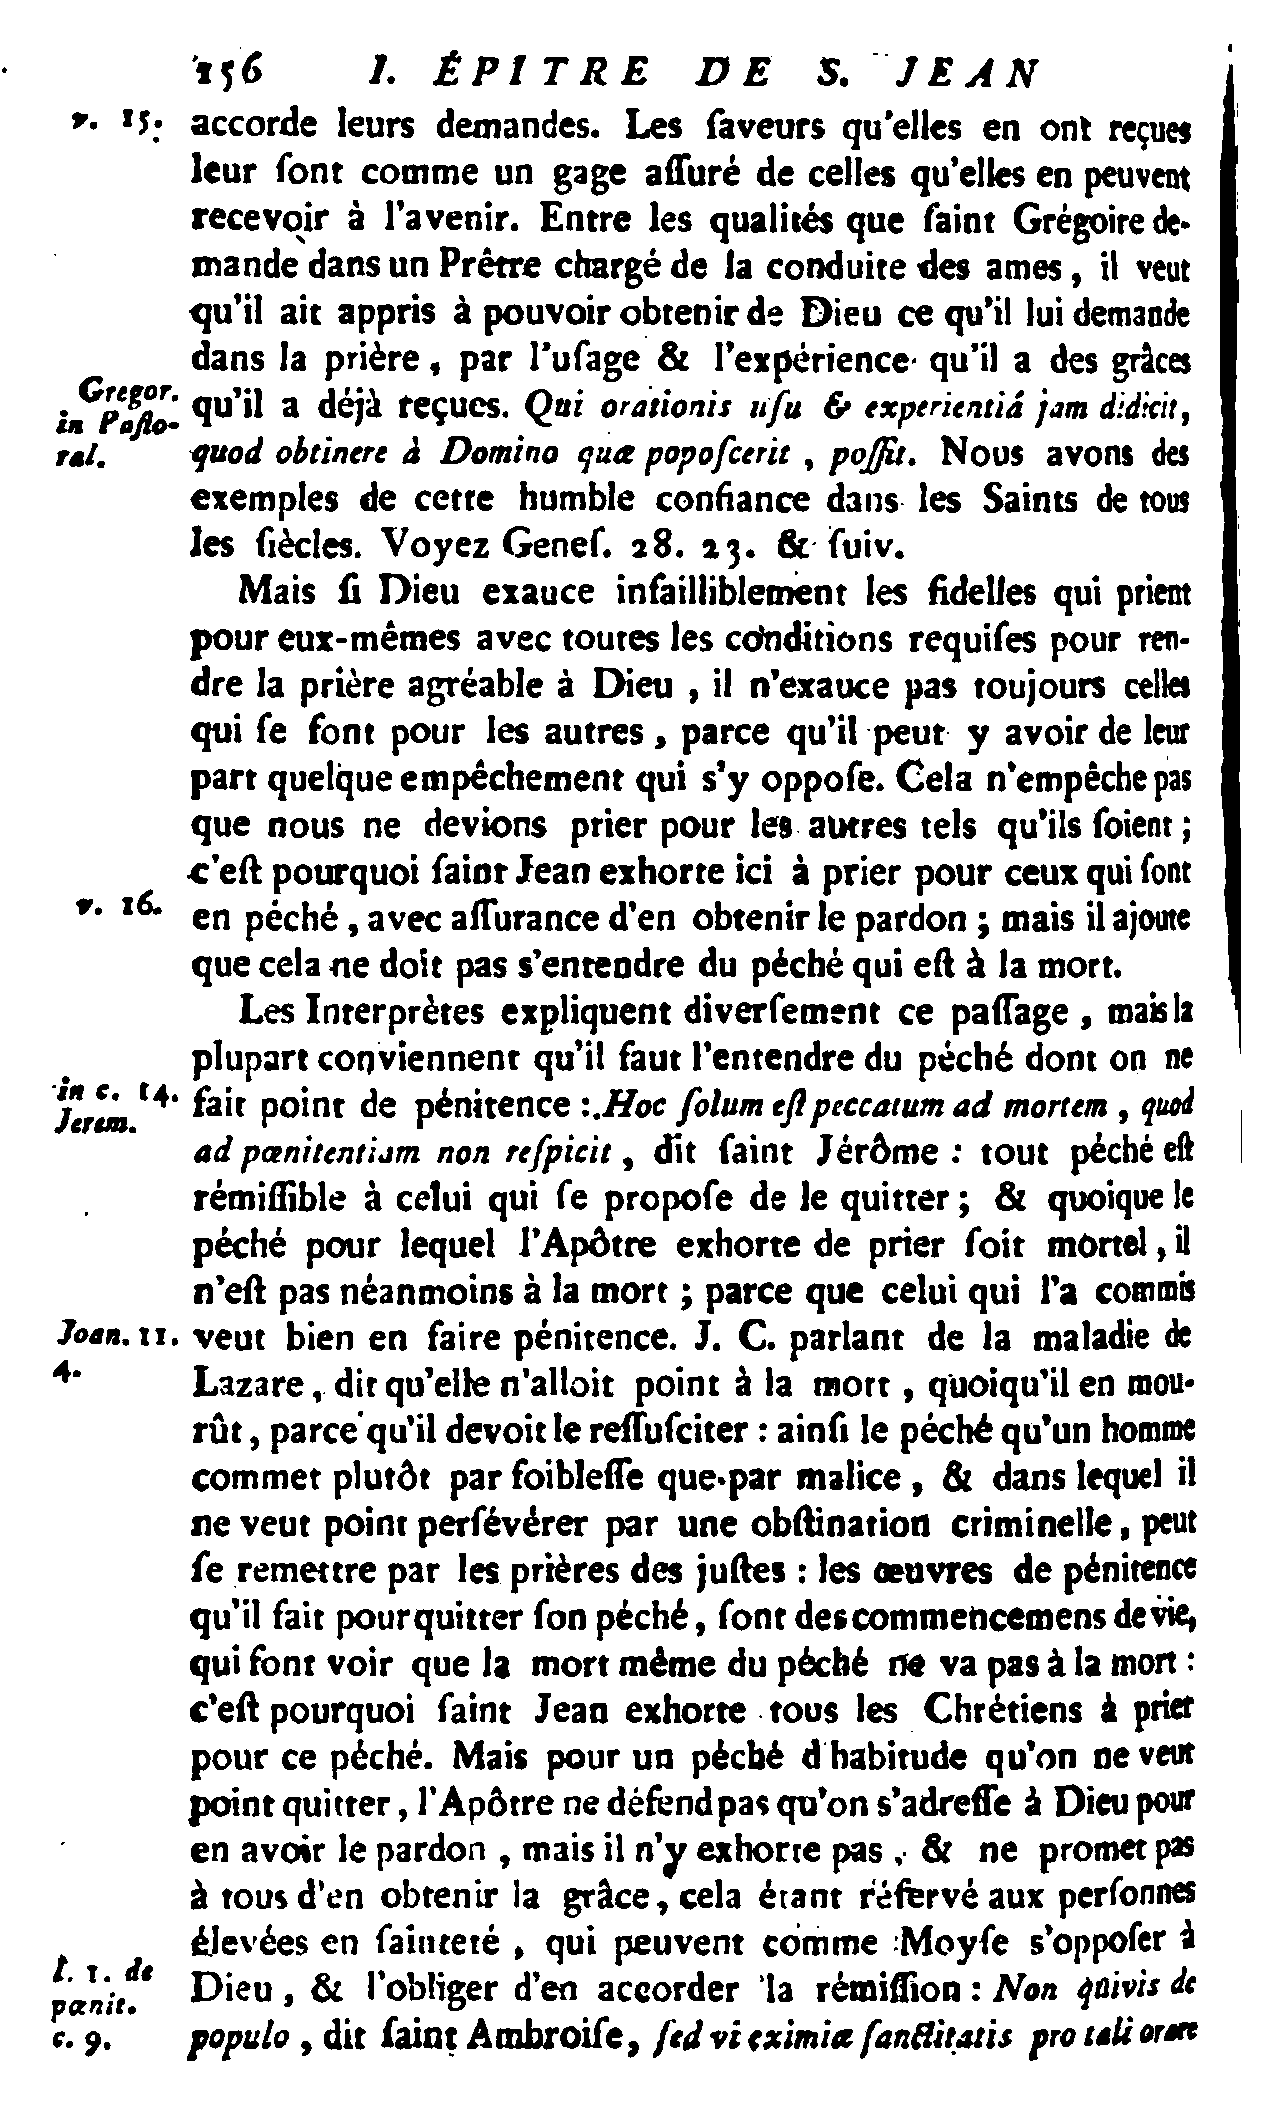 156 I. ÉPITRE DE S. JEAN
v. 15. accorde leurs demandes. Les faveurs qu'elles en ont reçues
leur ſont comme un gage aſſuré de celles qu'elles en peuvent
recevoir à l'avenir. Entre les qualités que ſaint Grégoire de-
mande dans un Prêtre chargé de la conduite des ames, il veut
qu'il ait appris à pouvoir obtenir de Dieu ce qu'il lui demande
dans la prière, par l'uſage & l'expérience qu'il a des grâces
Gregor. qu'il a déjà reçues. Qui orationis uſu & experientiâ jam didicit,
in Paſto-
ral. quod obtinere à Domino quæ popoſcerit, poſſit. Nous avons des
exemples de cette humble confiance dans les Saints de tous
les ſiècles. Voyez Geneſ. 28. 23. & ſuiv.
Mais ſi Dieu exauce infailliblement les fidelles qui prient
pour eux-mêmes avec toutes les conditions requiſes pour ren-
dre la prière agréable à Dieu, il n'exauce pas toujours celles
qui ſe font pour les autres, parce qu'il peut y avoir de leur
part quelque empêchement qui s'y oppoſe. Cela n'empêche pas
que nous ne devions prier pour les autres tels qu'ils ſoient;
c'eſt pourquoi ſaint Jean exhorte ici à prier pour ceux qui ſont
v. 16. en péché, avec aſſurance d'en obtenir le pardon; mais il ajoute
que cela ne doit pas s'entendre du péché qui eſt à la mort.
Les Interprètes expliquent diverſement ce paſſage, mais la
plupart conviennent qu'il faut l'entendre du péché dont on ne
in c. 14. fait point de pénitence: Hoc ſolum eſt peccatum ad mortem, quod
Jerem.
ad pœnitentiam non reſpicit, dit ſaint Jérôme: tout péché eſt
rémiſſible à celui qui ſe propoſe de le quitter; & quoique le
péché pour lequel l'Apôtre exhorte de prier ſoit mortel, il
n'eſt pas néanmoins à la mort; parce que celui qui l'a commis
Joan. 11. veut bien en faire pénitence. J. C. parlant de la maladie de
4. Lazare, dit qu'elle n'alloit point à la mort, quoiqu'il en mou-
rût, parce qu'il devoit le reſſuſciter: ainſi le péché qu'un homme
commet plutôt par foibleſſe que par malice, & dans lequel il
ne veut point perſévérer par une obſtination criminelle, peut
ſe remettre par les prières des juſtes: les œuvres de pénitence
qu'il fait pour quitter ſon péché, ſont des commencemens de vie,
qui font voir que la mort même du péché ne va pas à la mort:
c'eſt pourquoi ſaint Jean exhorte tous les Chrétiens à prier
pour ce péché. Mais pour un péché d'habitude qu'on ne veut
point quitter, l'Apôtre ne défend pas qu'on s'adreſſe à Dieu pour
en avoir le pardon, mais il n'y exhorte pas, & ne promet pas
à tous d'en obtenir la grâce, cela étant réſervé aux perſonnes
élevées en ſainteté, qui peuvent comme Moyſe s'oppoſer à
l. 1. de Dieu, & l'obliger d'en accorder la rémiſſion: Non quivis de
pœnit.
c. 9. populo, dit ſaint Ambroiſe, ſed vi eximiæ ſanctitatis pro tali orare